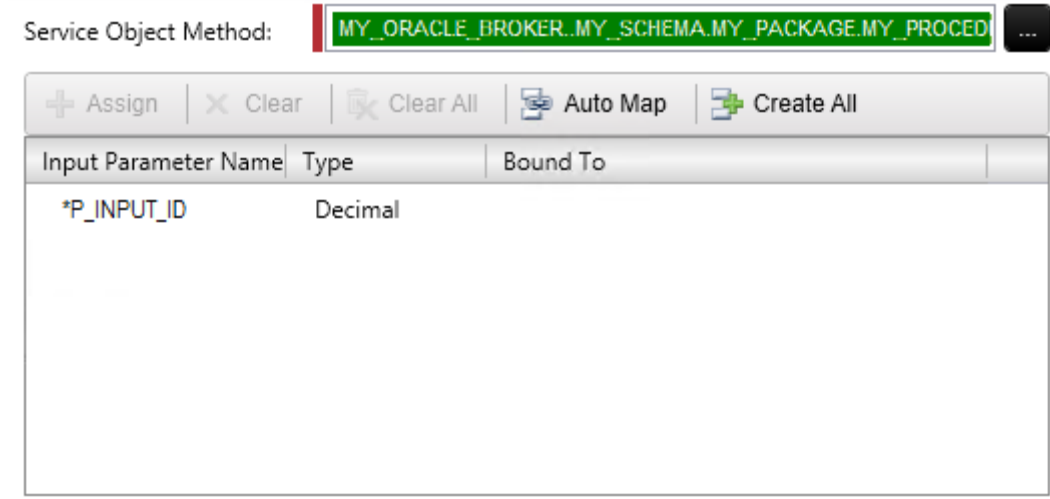 Service Object Method: MY_ORACLE_BROKER..MY_SCHEMA.MY_PACKAGE.MY_PROCED ...
Assign Clear Clear All Auto Map Create All
Input Parameter Name Type Bound To
*P_INPUT_ID Decimal